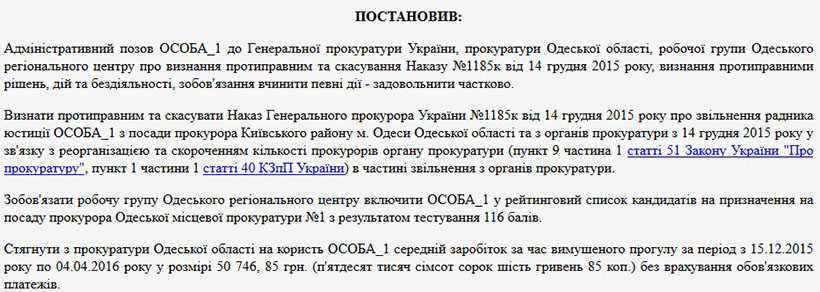 ПОСТАНОВИВ:
Адміністративний позов ОСОБА_1 до Генеральної прокуратури України, прокуратури Одеської області, робочої групи Одеського
регіонального центру про визнання протиправним та скасування Наказу №1185к від 14 грудня 2015 року, визнання протиправними
рішень, дій та бездіяльності, зобов'язання вчинити певні дії - задовольнити частково.
Визнати протиправним та скасувати Наказ Генерального прокурора України №1185к від 14 грудня 2015 року про звільнення радника
юстиції ОСОБА_1 з посади прокурора Київського району м. Одеси Одеської області та з органів прокуратури з 14 грудня 2015 року у
зв'язку з реорганізацією та скороченням кількості прокурорів органу прокуратури (пункт 9 частина 1 статті 51 Закону України "Про
прокуратуру", пункт 1 частини 1 статті 40 КЗпП України) в частині звільнення з органів прокуратури.
Зобов'язати робочу групу Одеського регіонального центру включити ОСОБА_1 у рейтинговий список кандидатів на призначення на
посаду прокурора Одеської місцевої прокуратури №1 з результатом тестування 116 балів.
Стягнути з прокуратури Одеської області на користь ОСОБА_1 середній заробіток за час вимушеного прогулу за період з 15.12.2015
року по 04.04.2016 року у розмірі 50 746, 85 грн. (п'ятдесят тисяч сімсот сорок шість гривень 85 коп.) без врахування обов'язкових
платежів.